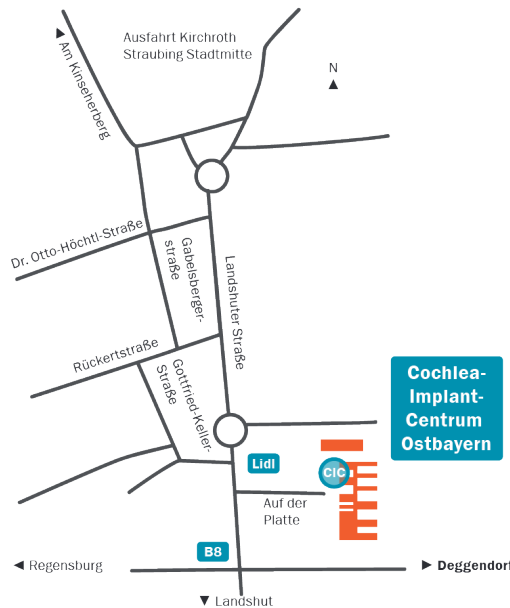 Ausfahrt Kirchroth
Straubing Stadtmitte
Am Kinseherberg
N
Dr. Otto-Höchtl-Straße
Gabelsberger-
straße
Landshuter Straße
Rückertstraße
Gottfried-Keller-
Straße
Cochlea-
Implant-
Centrum
Ostbayern
Lidl
CIC
Auf der
Platte
B8
Regensburg
Deggendorf
Landshut